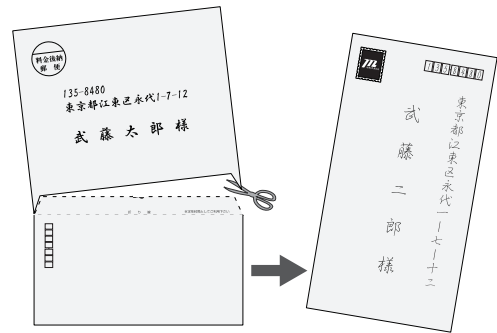 料金後納
郵便
135-8480
東京都江東区永代1-7-12
武藤太郎様
1358480
東京都江東区永代一ー七ー十二
武藤二郎様